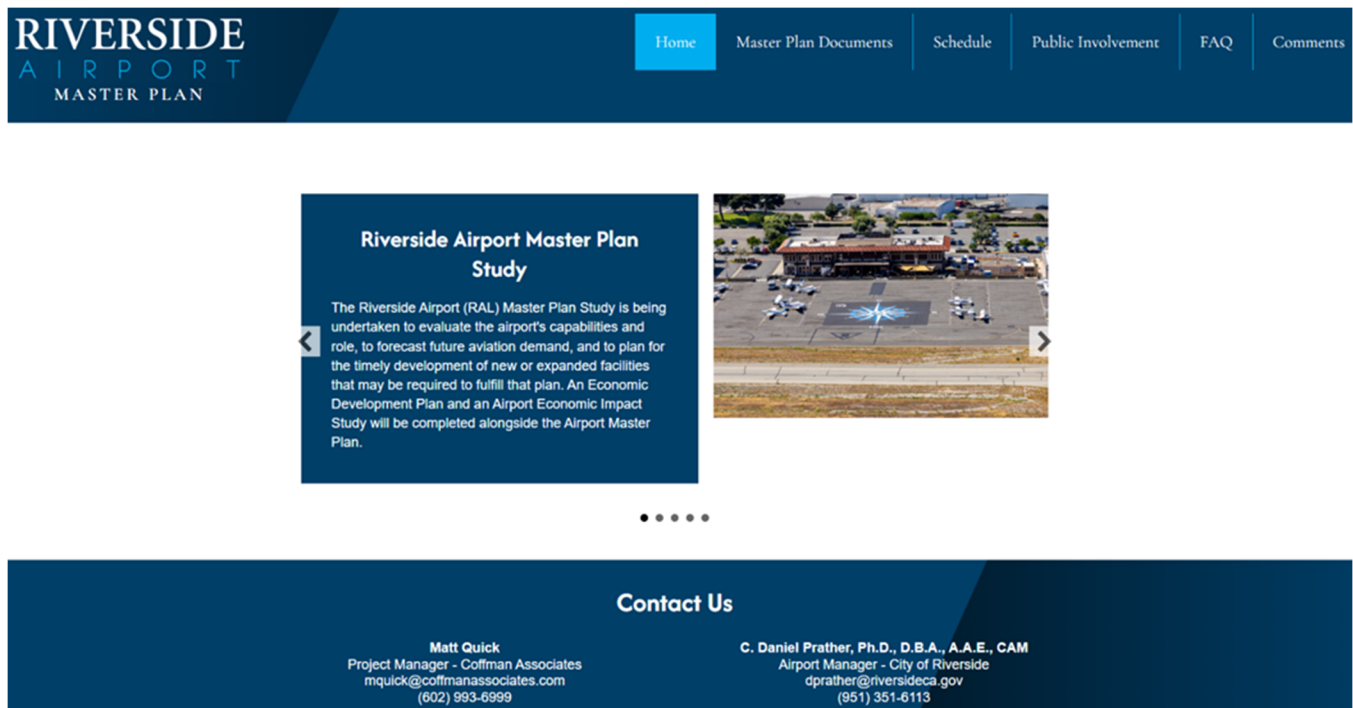 RIVERSIDE
AIRPORT
MASTER PLAN
Home
Master Plan Documents
Schedule
Public Involvement
FAQ
Comments
Riverside Airport Master Plan
Study
The Riverside Airport (RAL) Master Plan Study is being
undertaken to evaluate the airport's capabilities and
role, to forecast future aviation demand, and to plan for
the timely development of new or expanded facilities
that may be required to fulfill that plan. An Economic
Development Plan and an Airport Economic Impact
Study will be completed alongside the Airport Master
Plan.
Contact Us
Matt Quick
Project Manager - Coffman Associates
mquick@coffmanassociates.com
(602) 993-6999
C. Daniel Prather, Ph.D., D.B.A., A.A.E., CAM
Airport Manager - City of Riverside
dprather@riversideca.gov
(951) 351-6113